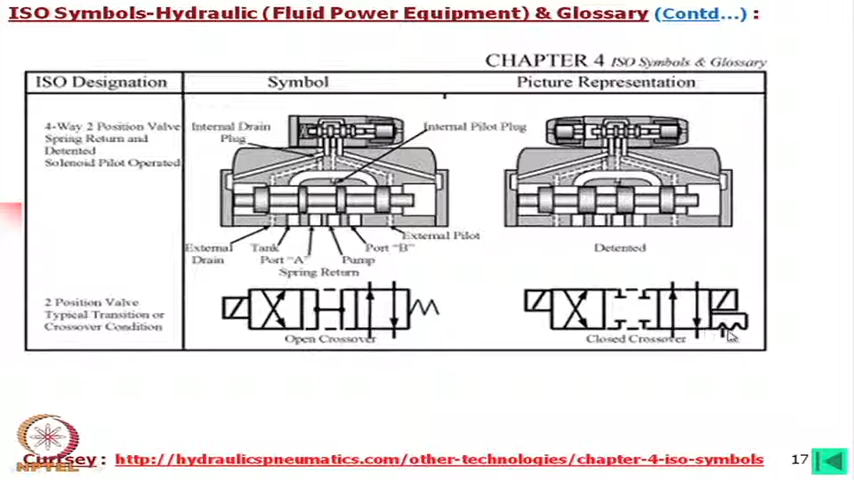 ISO Symbols-Hydraulic (Fluid Power Equipment) & Glossary (Contd...) :
CHAPTER 4 ISO Symbols & Glossary
ISO Designation Symbol Picture Representation
4-Way 2 Position Valve
Spring Return and
Detented
Solenoid Pilot Operated
Internal Drain
Plug
Internal Pilot Plug
External Pilot
External
Drain
Tank
Port "A"
Pump
Port "B"
Spring Return
Detented
2 Position Valve
Typical Transition or
Crossover Condition
Open Crossover
Closed Crossover
NPTEL
Curtsey : http://hydraulicspneumatics.com/other-technologies/chapter-4-iso-symbols 17